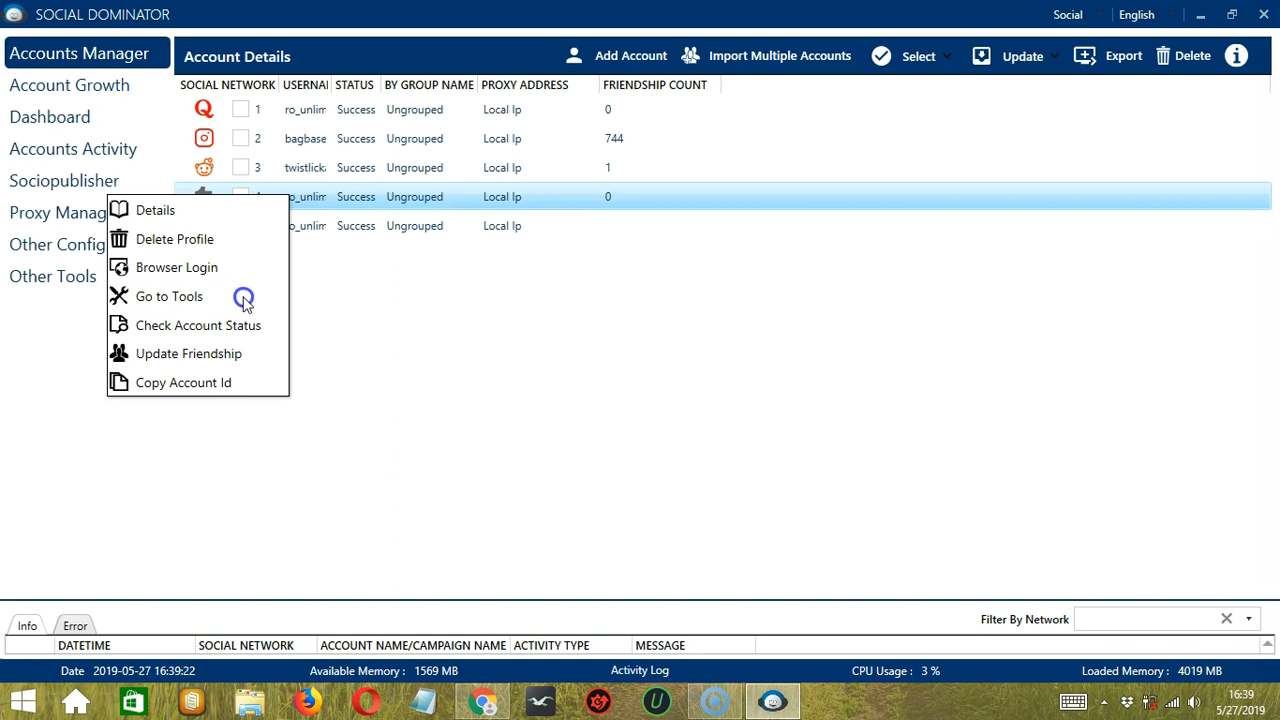 SOCIAL DOMINATOR
Social
English
Accounts Manager
Account Growth
Dashboard
Accounts Activity
Sociopublisher
Proxy Manag
Other Config
Other Tools
Account Details
Add Account
Import Multiple Accounts
Select
Update
Export
Delete
SOCIAL NETWORK USERNAI STATUS BY GROUP NAME PROXY ADDRESS FRIENDSHIP COUNT
1 ro_unlim Success Ungrouped Local Ip 0
2 bagbase Success Ungrouped Local Ip 744
3 twistlick Success Ungrouped Local Ip 1
o_unlim Success Ungrouped Local Ip 0
o_unlim Success Ungrouped Local Ip
Details
Delete Profile
Browser Login
Go to Tools
Check Account Status
Update Friendship
Copy Account Id
Info
Error
Filter By Network
DATETIME SOCIAL NETWORK ACCOUNT NAME/CAMPAIGN NAME ACTIVITY TYPE MESSAGE
Date 2019-05-27 16:39:22 Available Memory : 1569 MB Activity Log CPU Usage : 3 % Loaded Memory : 4019 MB
16:39
5/27/2019